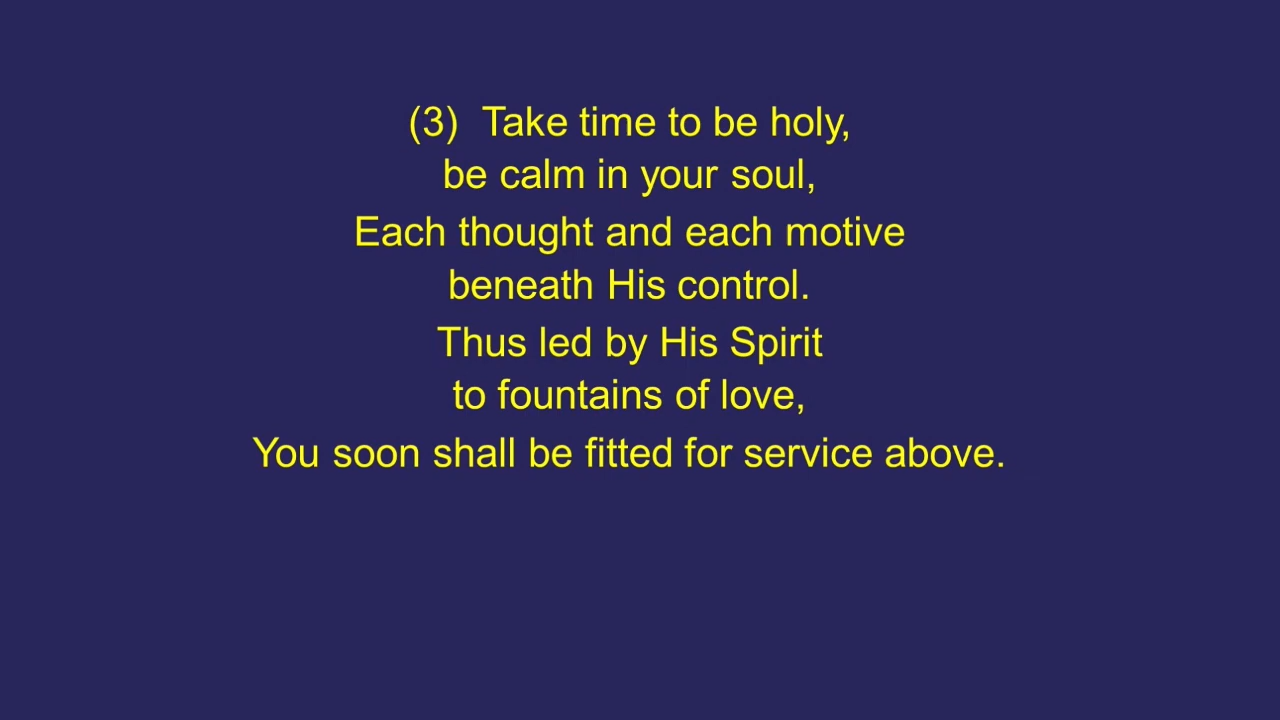 (3) Take time to be holy,
be calm in your soul,
Each thought and each motive
beneath His control.
Thus led by His Spirit
to fountains of love,
You soon shall be fitted for service above.